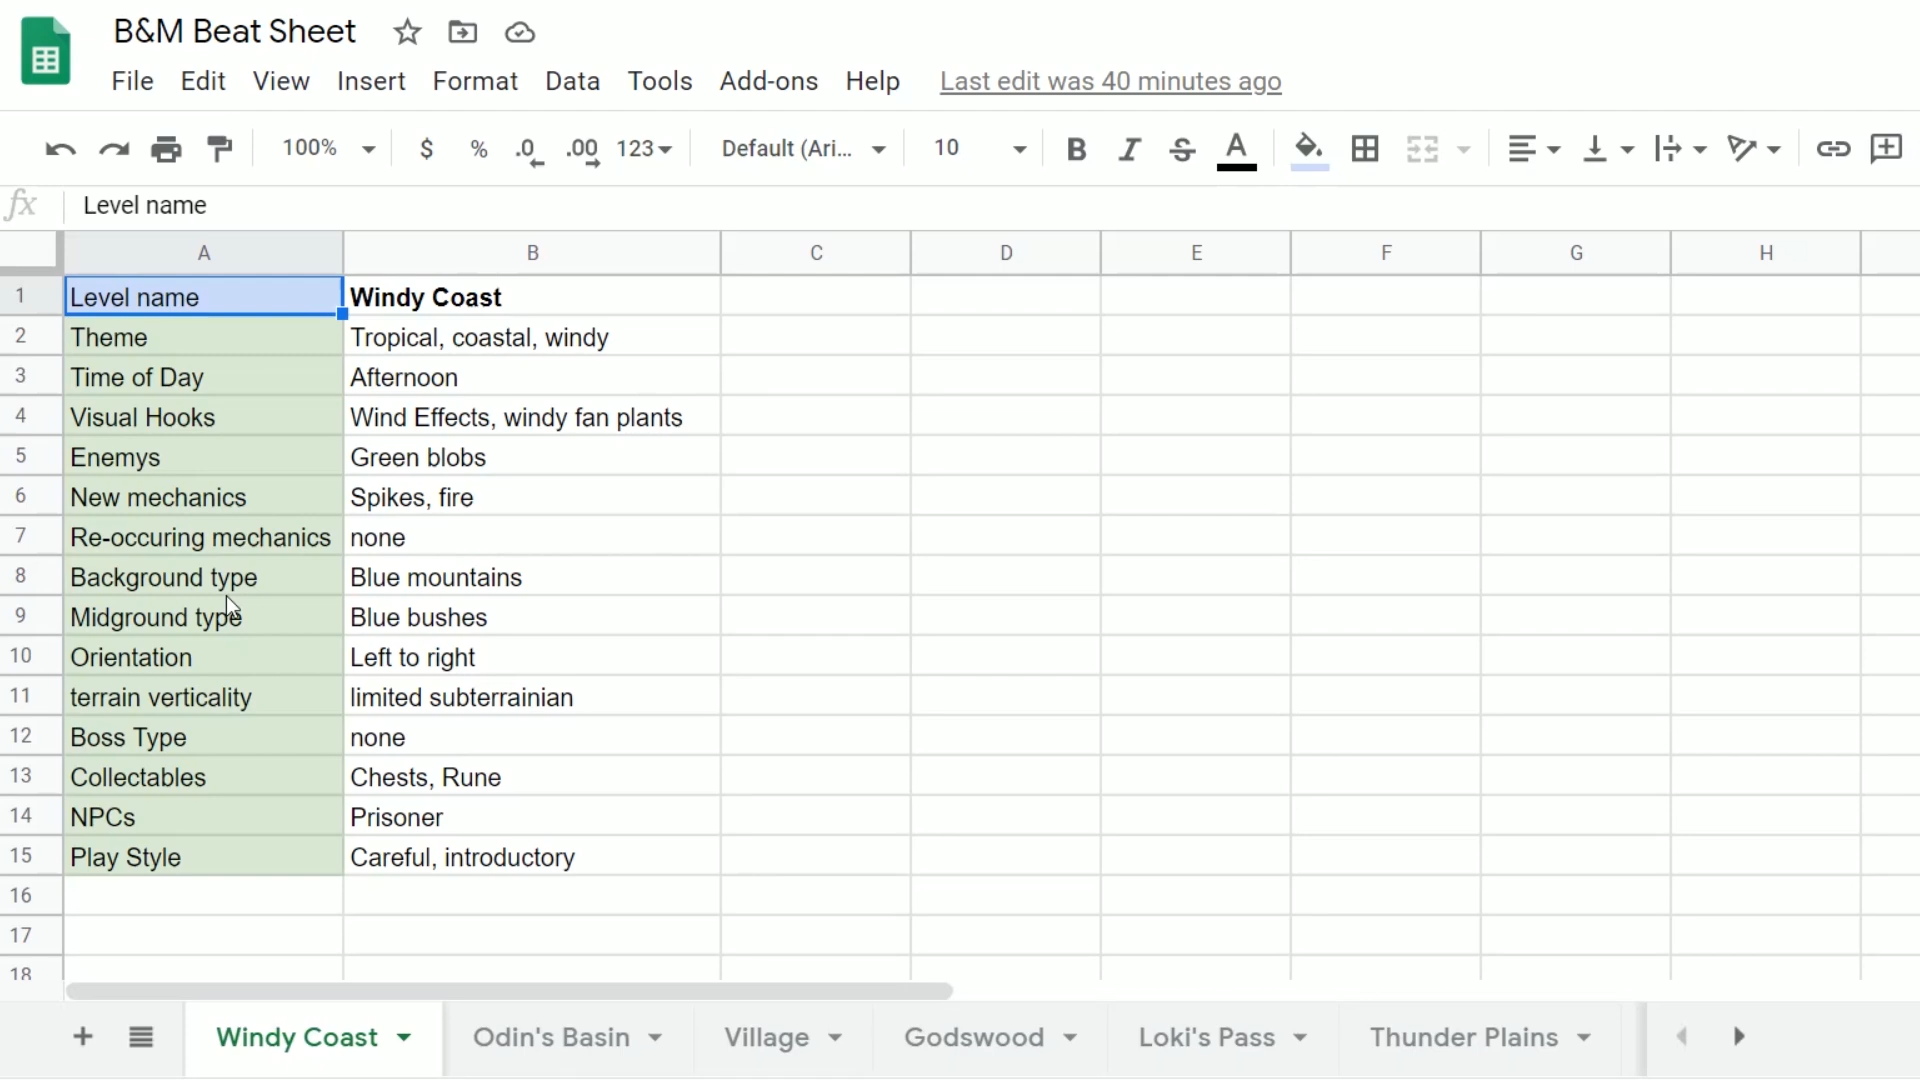 B&M Beat Sheet
File Edit View Insert Format Data Tools Add-ons Help Last edit was 40 minutes ago
100% $ % .0 .00 123 Default (Ari... 10 B I S A
fx Level name
A B C D E F G H
1 Level name Windy Coast
2 Theme Tropical, coastal, windy
3 Time of Day Afternoon
4 Visual Hooks Wind Effects, windy fan plants
5 Enemys Green blobs
6 New mechanics Spikes, fire
7 Re-occuring mechanics none
8 Background type Blue mountains
9 Midground type Blue bushes
10 Orientation Left to right
11 terrain verticality limited subterrainian
12 Boss Type none
13 Collectables Chests, Rune
14 NPCs Prisoner
15 Play Style Careful, introductory
16
17
18
Windy Coast Odin's Basin Village Godswood Loki's Pass Thunder Plains